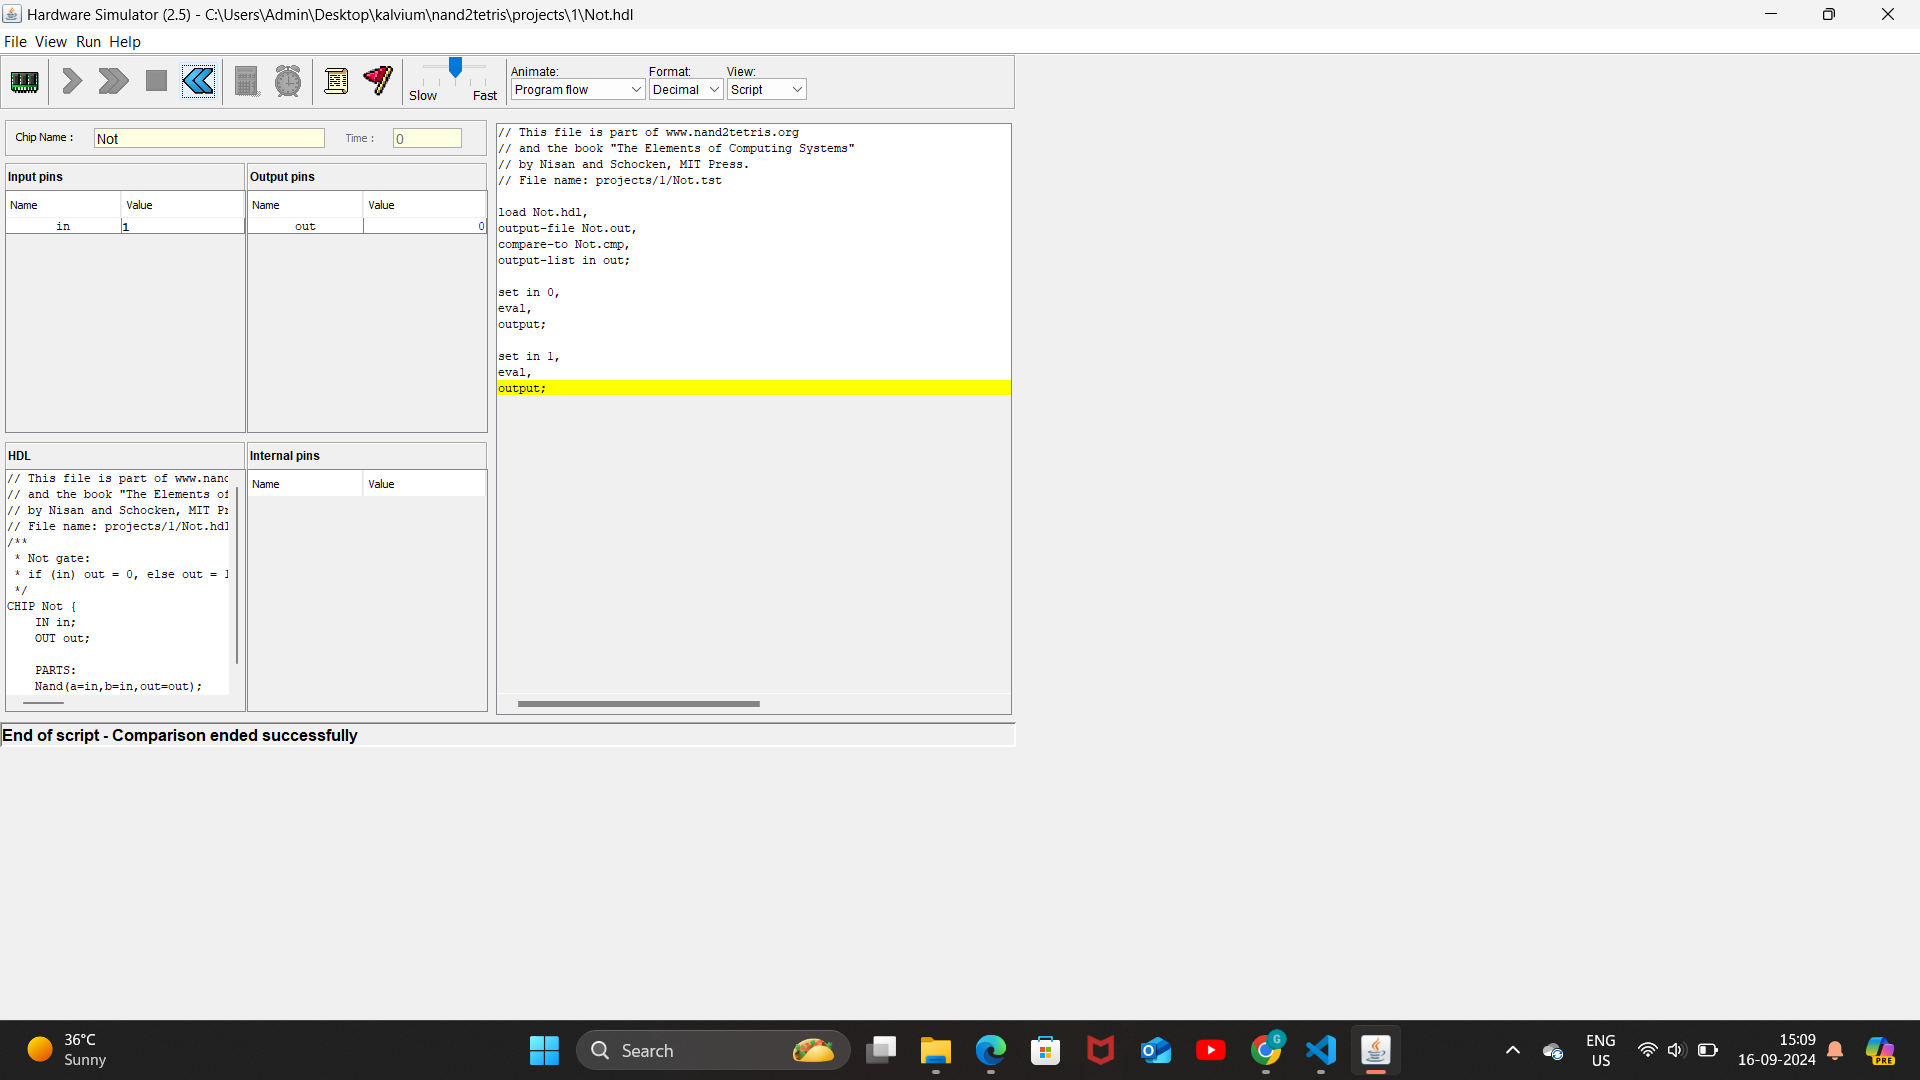 Hardware Simulator (2.5) - C:\Users\Admin\Desktop\kalvium\nand2tetris\projects\1\Not.hdl
File View Run Help
Slow Fast
Animate: Format: View:
Program flow Decimal Script
Chip Name : Not Time : 0
Input pins
Name Value
in 1
Output pins
Name Value
out 0
HDL
// This file is part of www.nand
// and the book "The Elements of
// by Nisan and Schocken, MIT Pr
// File name: projects/1/Not.hdl
/**
* Not gate:
* if (in) out = 0, else out = 1
*/
CHIP Not {
IN in;
OUT out;
PARTS:
Nand(a=in,b=in,out=out);
Internal pins
Name Value
// This file is part of www.nand2tetris.org
// and the book "The Elements of Computing Systems"
// by Nisan and Schocken, MIT Press.
// File name: projects/1/Not.tst
load Not.hdl,
output-file Not.out,
compare-to Not.cmp,
output-list in out;
set in 0,
eval,
output;
set in 1,
eval,
output;
End of script - Comparison ended successfully
36°C
Sunny
Search
G
ENG
US
15:09
16-09-2024
PRE